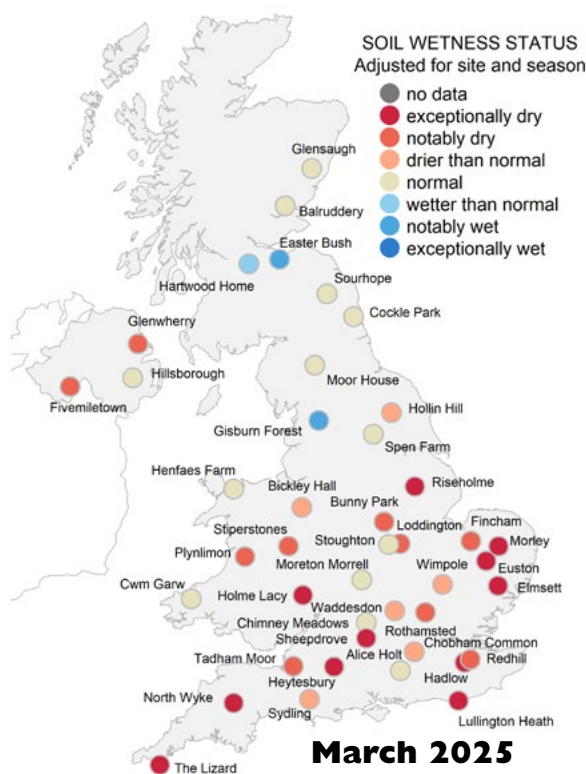 SOIL WETNESS STATUS
Adjusted for site and season
no data
exceptionally dry
notably dry
drier than normal
normal
wetter than normal
notably wet
exceptionally wet
Glensaugh
Balruddery
Easter Bush
Hartwood Home
Sourhope
Cockle Park
Glenwherry
Hillsborough
Moor House
Fivemiletown
Hollin Hill
Gisburn Forest
Spen Farm
Henfaes Farm
Bickley Hall
Riseholme
Bunny Park
Stiperstones
Loddington
Fincham
Stoughton
Morley
Plynlimon
Moreton Morrell
Wimpole
Euston
Cwm Garw
Holme Lacy
Waddesdon
Elmsett
Chimney Meadows
Rothamsted
Sheepdrove
Chobham Common
Tadham Moor
Alice Holt
Redhill
Heytesbury
Hadlow
North Wyke
Sydling
Lullington Heath
March 2025
The Lizard